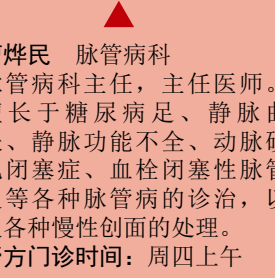 烨民 脉管病科
管病科主任，主任医师。
长于糖尿病足、静脉曲
、静脉功能不全、动脉硬
闭塞症、血栓闭塞性脉管
等各种脉管病的诊治，以
各种慢性创面的处理。
方门诊时间：周四上午